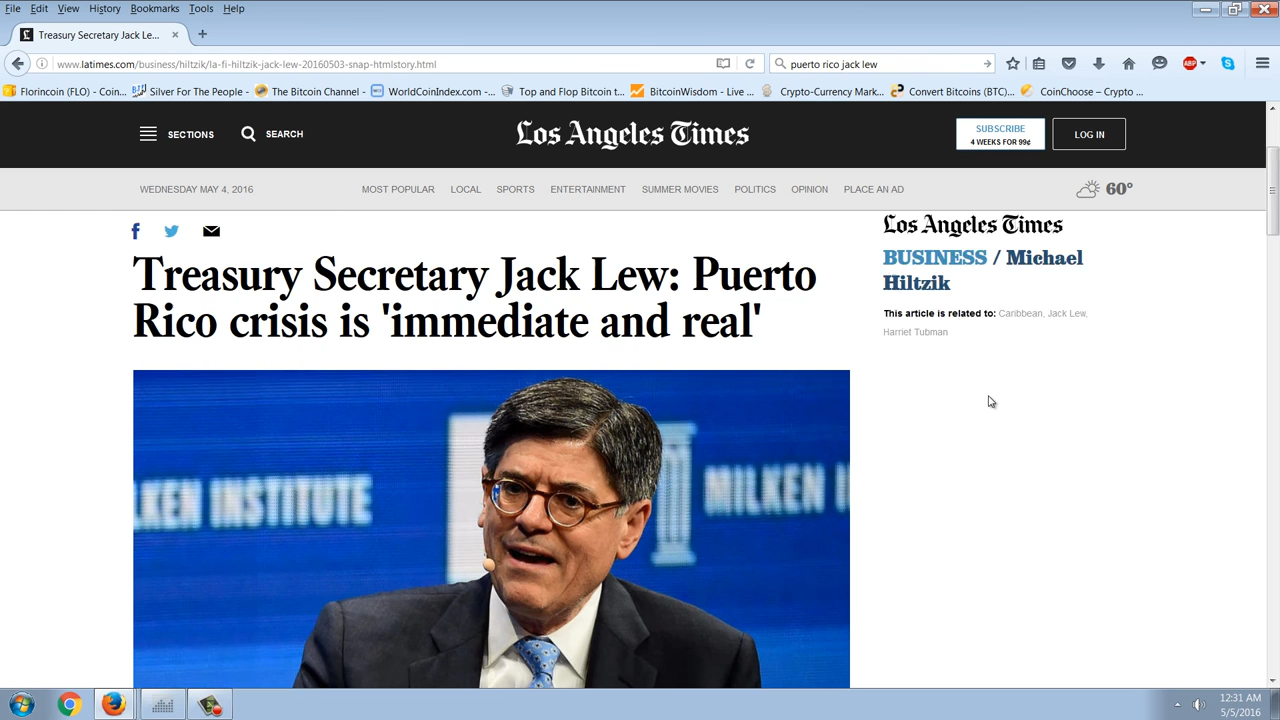 File Edit View History Bookmarks Tools Help
Treasury Secretary Jack Le...
www.latimes.com/business/hiltzik/la-fi-hiltzik-jack-lew-20160503-snap-htmlstory.html
puerto rico jack lew
ABP
Florincoin (FLO) - Coin... Silver For The People - ... The Bitcoin Channel - ... WorldCoinIndex.com -... Top and Flop Bitcoin t... BitcoinWisdom - Live ... Crypto-Currency Mark... Convert Bitcoins (BTC)... CoinChoose – Crypto ...
SECTIONS SEARCH
Los Angeles Times
SUBSCRIBE
4 WEEKS FOR 99¢
LOG IN
WEDNESDAY MAY 4, 2016 MOST POPULAR LOCAL SPORTS ENTERTAINMENT SUMMER MOVIES POLITICS OPINION PLACE AN AD 60°
Treasury Secretary Jack Lew: Puerto
Rico crisis is 'immediate and real'
LKEN INSTITUTE
MILKEN I
Los Angeles Times
BUSINESS / Michael
Hiltzik
This article is related to: Caribbean, Jack Lew,
Harriet Tubman
12:31 AM
5/5/2016